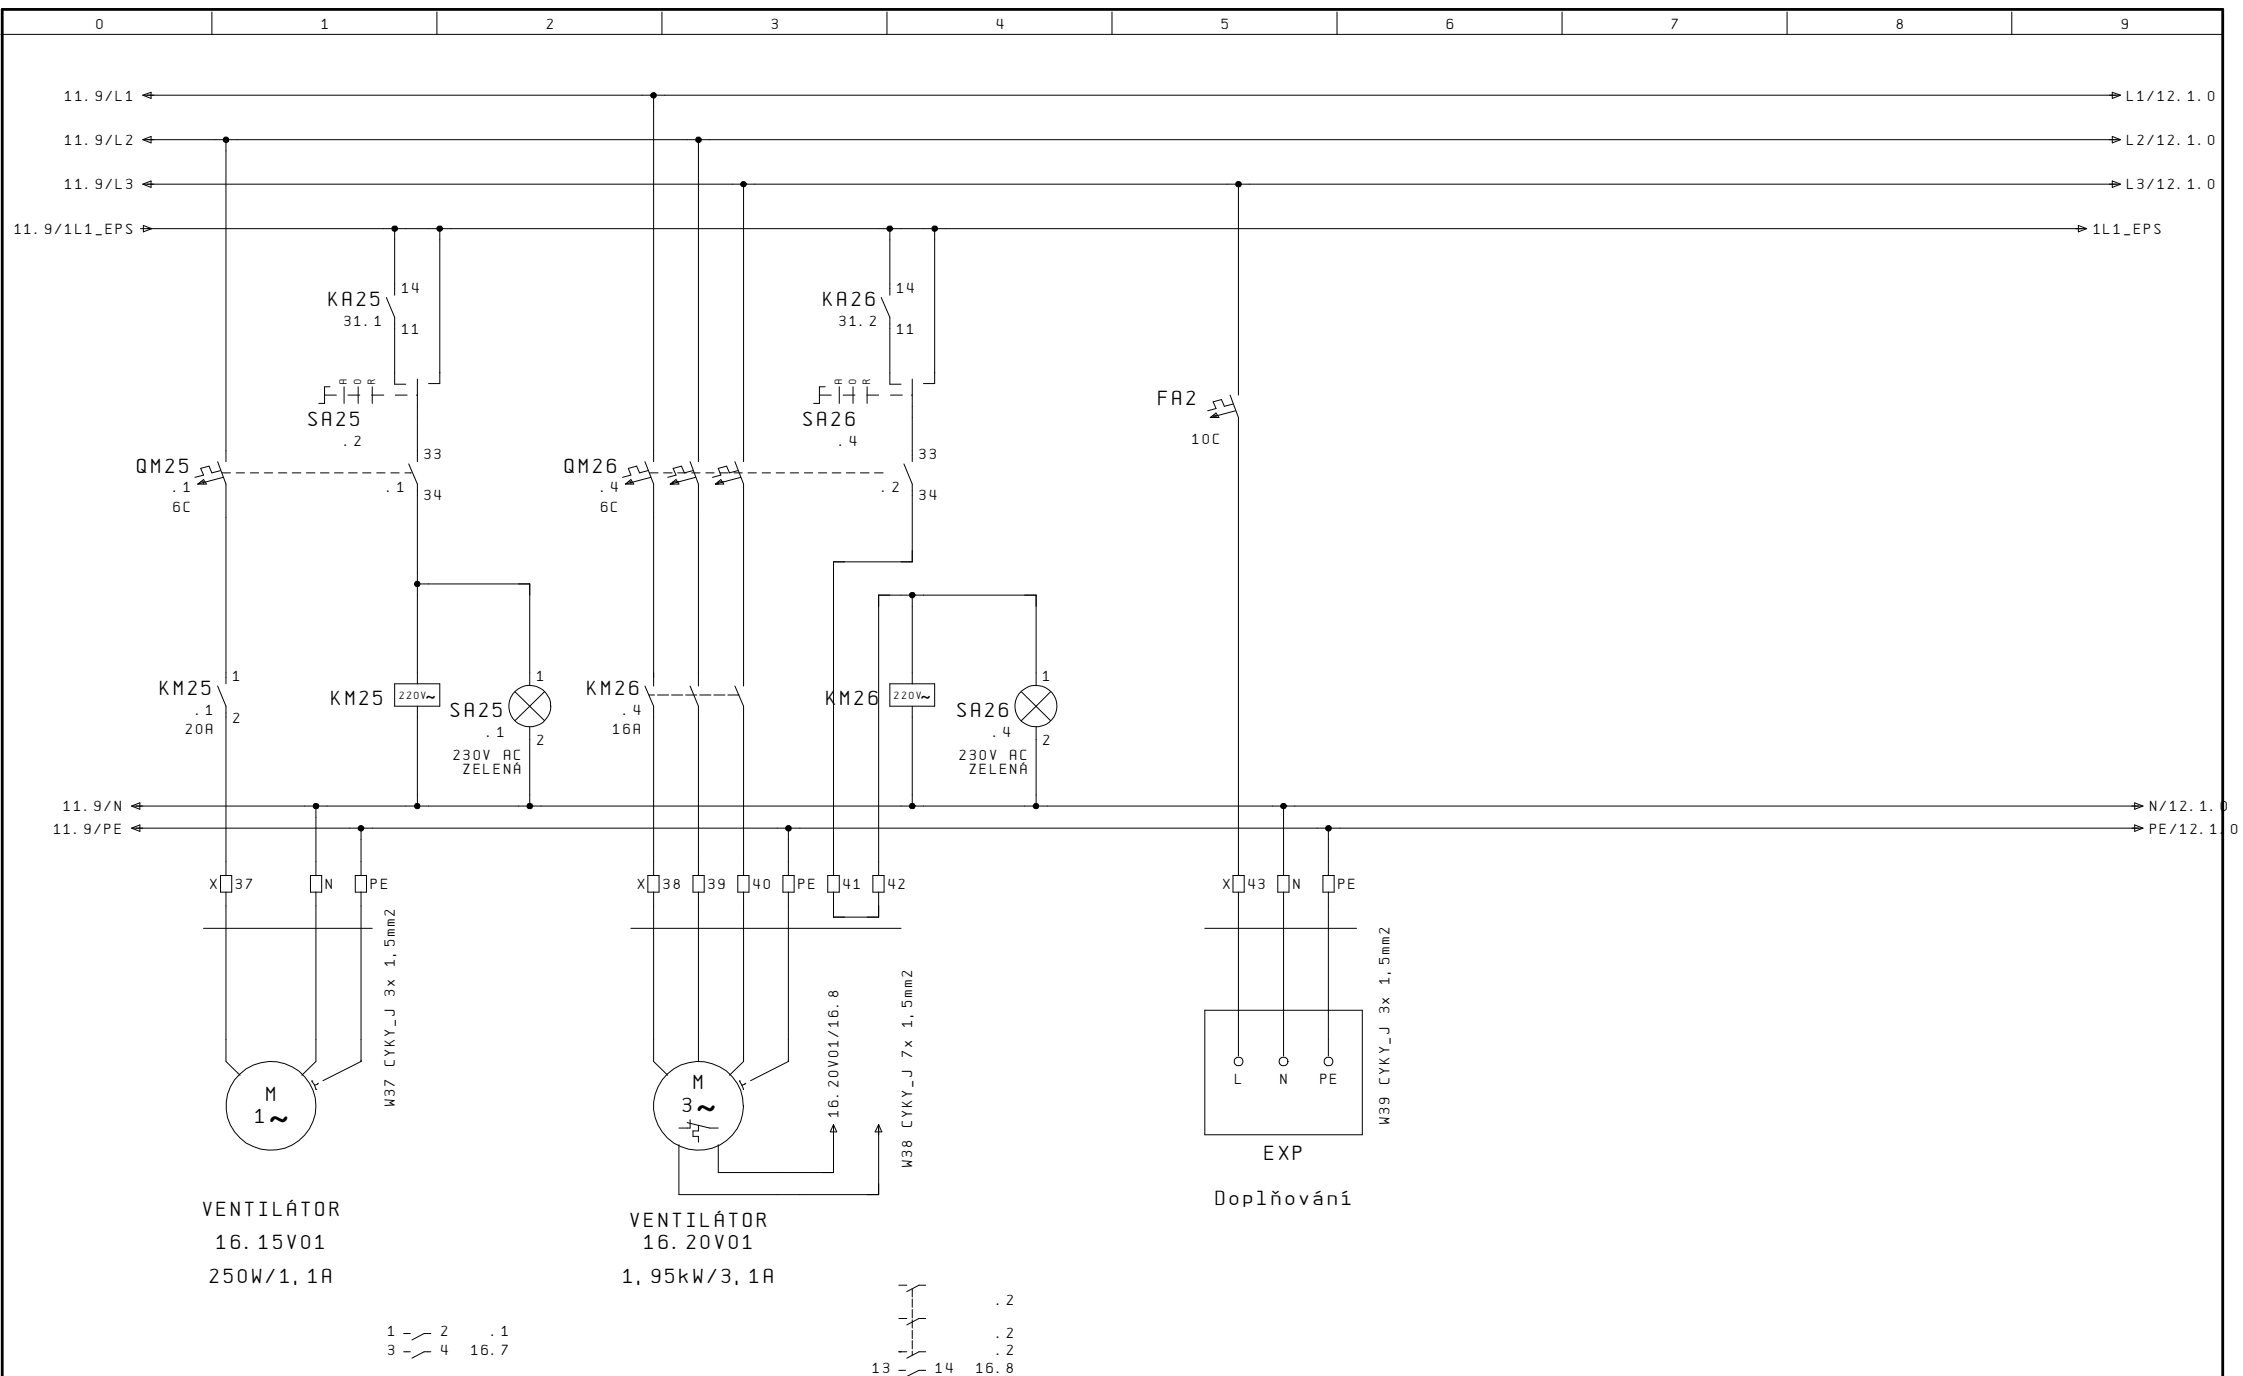 0 1 2 3 4 5 6 7 8 9
11.9/L1 L1/12.1.0
11.9/L2 L2/12.1.0
11.9/L3 L3/12.1.0
11.9/1L1_EPS 1L1_EPS
14 14
KA25 KA26
31.1 31.2
11 11
A O R A O R
FA2
SA25 SA26
.2 .4
10C
33 33
QM25 QM26
.1 .1 .4 .2
34 34
6C 6C
1 1 1
KM25 KM25 220V~ KM26 KM26 220V~
SA25 SA26
.1 2 .4
20A 16A
.1 2 .4 2
230V AC 230V AC
ZELENÁ ZELENÁ
11.9/N N/12.1.0
11.9/PE PE/12.1.0
X 37 N PE X 38 39 40 PE 41 42 X 43 N PE
W37 CYKY_J 3x 1,5mm2
16.20V01/16.8
W38 CYKY_J 7x 1,5mm2
W39 CYKY_J 3x 1,5mm2
L N PE
M
1~
M
3~
EXP
Doplňování
VENTILÁTOR
16.15V01
250W/1,1A
VENTILÁTOR
16.20V01
1,95kW/3,1A
.2
1 2 .1
.2
3 4 16.7
.2
13 14 16.8